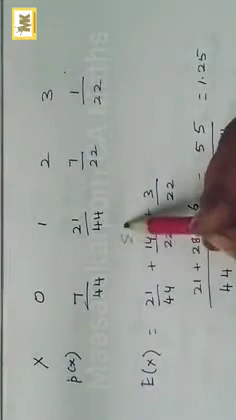 MK
X 0 1 2 3
p(x) 7/44 21/44 7/22 1/22
E(X) = 21/44 + 14/22 + 3/22
21 + 28 6 / 44 = 55 = 1.25